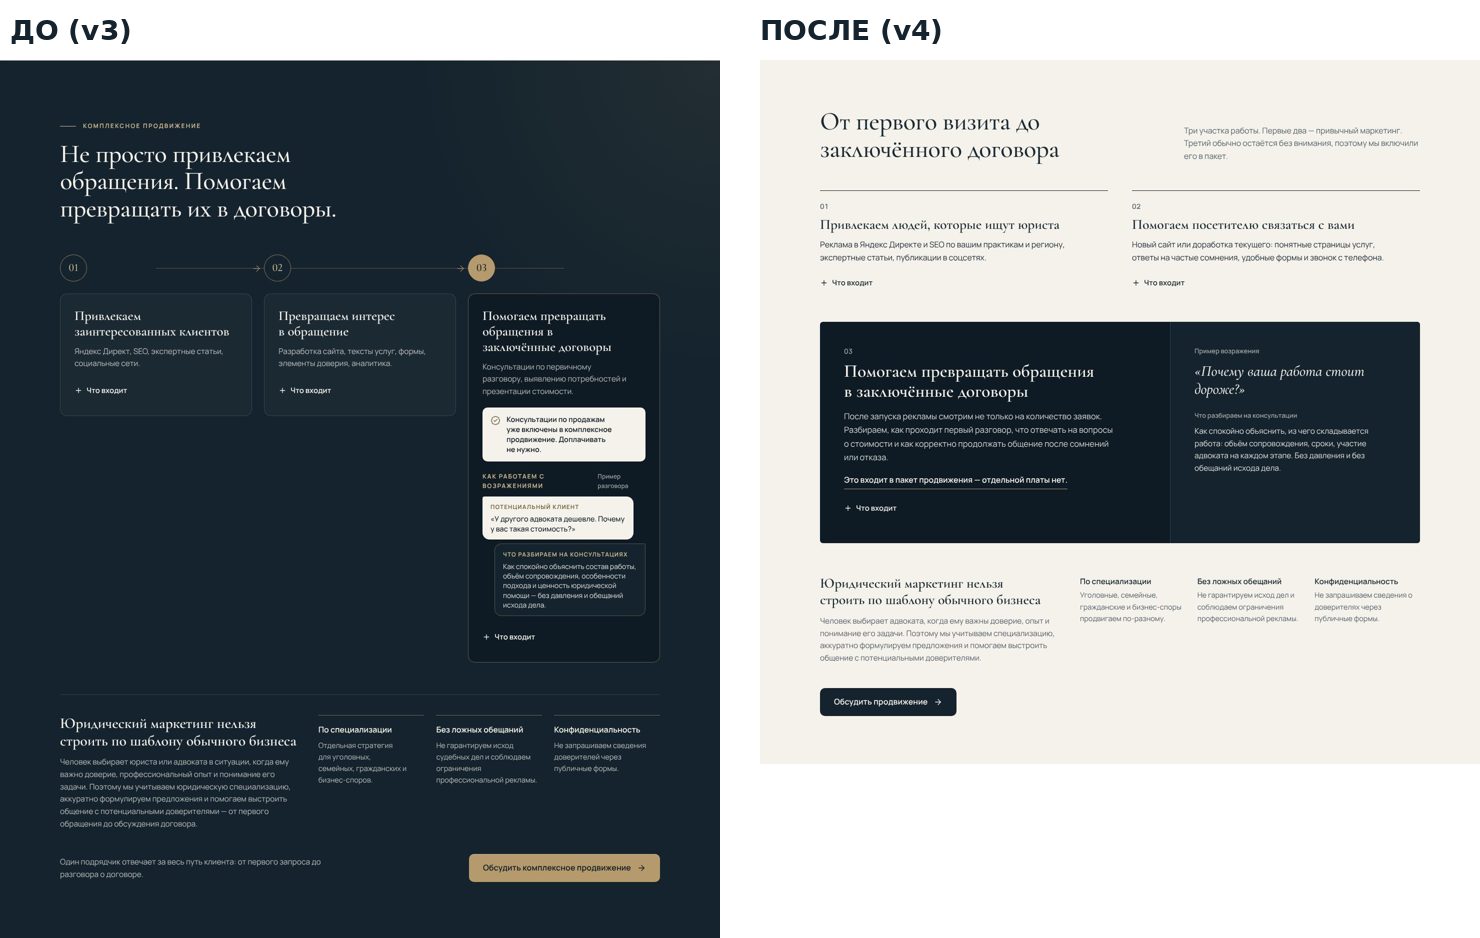 ДО (v3)
КОМПЛЕКСНОЕ ПРОДВИЖЕНИЕ
Не просто привлекаем
обращения. Помогаем
превращать их в договоры.
01
02
03
Привлекаем
заинтересованных клиентов
Яндекс Директ, SEO, экспертные статьи,
социальные сети.
+ Что входит
Превращаем интерес
в обращение
Разработка сайта, тексты услуг, формы,
элементы доверия, аналитика.
+ Что входит
Помогаем превращать
обращения в
заключённые договоры
Консультации по первичному
разговору, выявлению потребностей и
презентации стоимости.
Консультации по продажам
уже включены в комплексное
продвижение. Доплачивать
не нужно.
КАК РАБОТАЕМ С
ВОЗРАЖЕНИЯМИ
Пример
разговора
ПОТЕНЦИАЛЬНЫЙ КЛИЕНТ
«У другого адвоката дешевле. Почему
у вас такая стоимость?»
ЧТО РАЗБИРАЕМ НА КОНСУЛЬТАЦИЯХ
Как спокойно объяснить состав работы,
объём сопровождения, особенности
подхода и ценность юридической
помощи — без давления и обещаний
исхода дела.
+ Что входит
Юридический маркетинг нельзя
строить по шаблону обычного бизнеса
Человек выбирает юриста или адвоката в ситуации, когда ему
важно доверие, профессиональный опыт и понимание его
задачи. Поэтому мы учитываем юридическую специализацию,
аккуратно формулируем предложения и помогаем выстроить
общение с потенциальными доверителями — от первого
обращения до обсуждения договора.
По специализации
Отдельная стратегия
для уголовных,
семейных, гражданских и
бизнес-споров.
Без ложных обещаний
Не гарантируем исход
судебных дел и соблюдаем
ограничения
профессиональной рекламы.
Конфиденциальность
Не запрашиваем сведения
доверителей через
публичные формы.
Один подрядчик отвечает за весь путь клиента: от первого запроса до
разговора о договоре.
Обсудить комплексное продвижение →
ПОСЛЕ (v4)
От первого визита до
заключённого договора
Три участка работы. Первые два — привычный маркетинг.
Третий обычно остаётся без внимания, поэтому мы включили
его в пакет.
01
Привлекаем людей, которые ищут юриста
Реклама в Яндекс Директе и SEO по вашим практикам и региону,
экспертные статьи, публикации в соцсетях.
+ Что входит
02
Помогаем посетителю связаться с вами
Новый сайт или доработка текущего: понятные страницы услуг,
ответы на частые сомнения, удобные формы и звонок с телефона.
+ Что входит
03
Помогаем превращать обращения
в заключённые договоры
После запуска рекламы смотрим не только на количество заявок.
Разбираем, как проходит первый разговор, что отвечать на вопросы
о стоимости и как корректно продолжать общение после сомнений
или отказа.
Это входит в пакет продвижения — отдельной платы нет.
+ Что входит
Пример возражения
«Почему ваша работа стоит
дороже?»
Что разбираем на консультации
Как спокойно объяснить, из чего складывается
работа: объём сопровождения, сроки, участие
адвоката на каждом этапе. Без давления и без
обещаний исхода дела.
Юридический маркетинг нельзя
строить по шаблону обычного бизнеса
Человек выбирает адвоката, когда ему важны доверие, опыт и
понимание его задачи. Поэтому мы учитываем специализацию,
аккуратно формулируем предложения и помогаем выстроить
общение с потенциальными доверителями.
По специализации
Уголовные, семейные,
гражданские и бизнес-споры
продвигаем по-разному.
Без ложных обещаний
Не гарантируем исход дел и
соблюдаем ограничения
профессиональной рекламы.
Конфиденциальность
Не запрашиваем сведения о
доверителях через
публичные формы.
Обсудить продвижение →